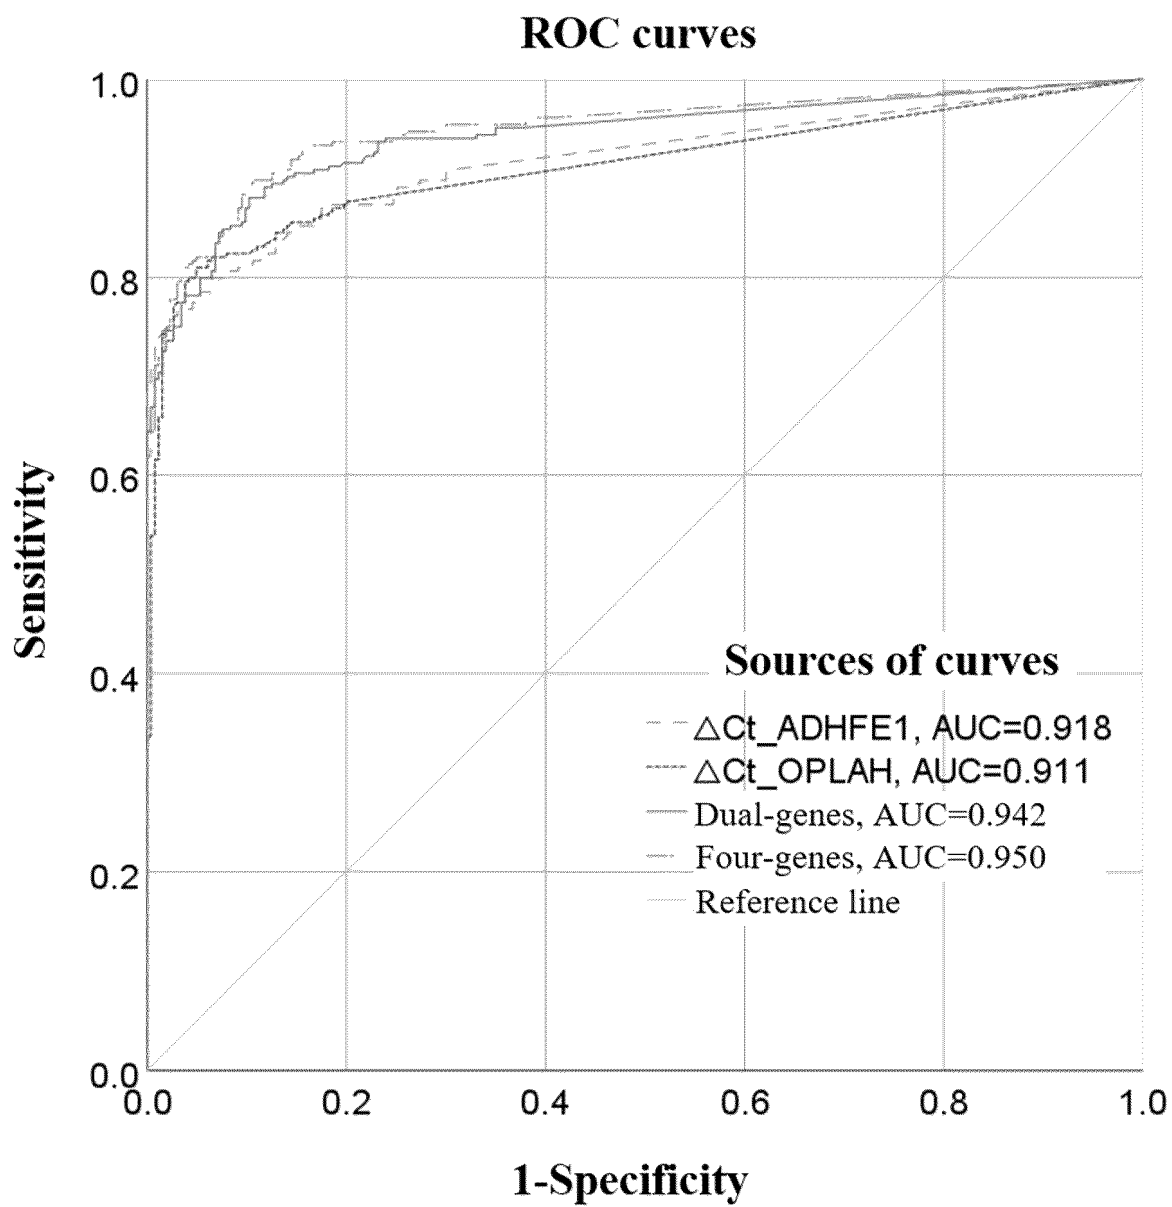 ROC curves
1.0
0.8
0.6
0.4
0.2
0.0
Sensitivity
Sources of curves
△Ct_ADHFE1, AUC=0.918
△Ct_OPLAH, AUC=0.911
Dual-genes, AUC=0.942
Four-genes, AUC=0.950
Reference line
0.0 0.2 0.4 0.6 0.8 1.0
1-Specificity